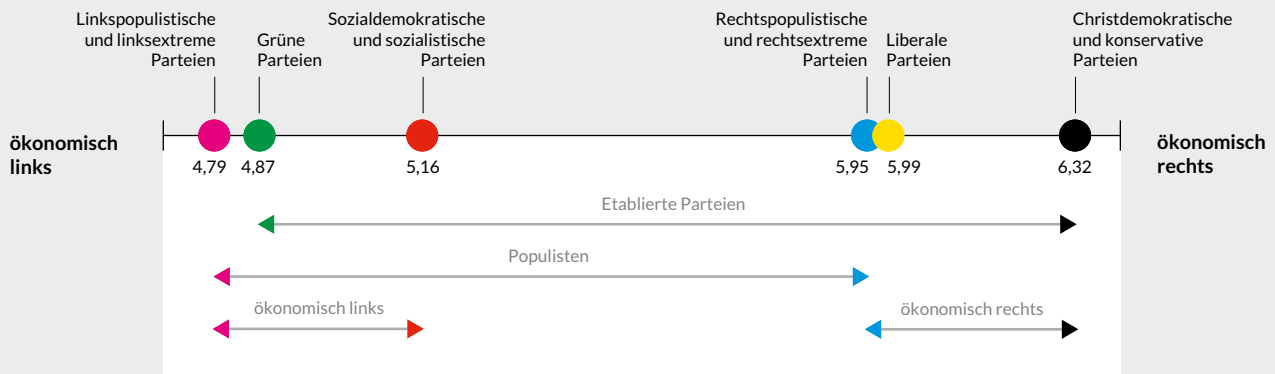 Linkspopulistische
und linksextreme
Parteien
Grüne
Parteien
Sozialdemokratische
und sozialistische
Parteien
Rechtspopulistische
und rechtsextreme
Parteien
Liberale
Parteien
Christdemokratische
und konservative
Parteien
ökonomisch
links
4,79
4,87
5,16
5,95
5,99
6,32
ökonomisch
rechts
Etablierte Parteien
Populisten
ökonomisch links
ökonomisch rechts